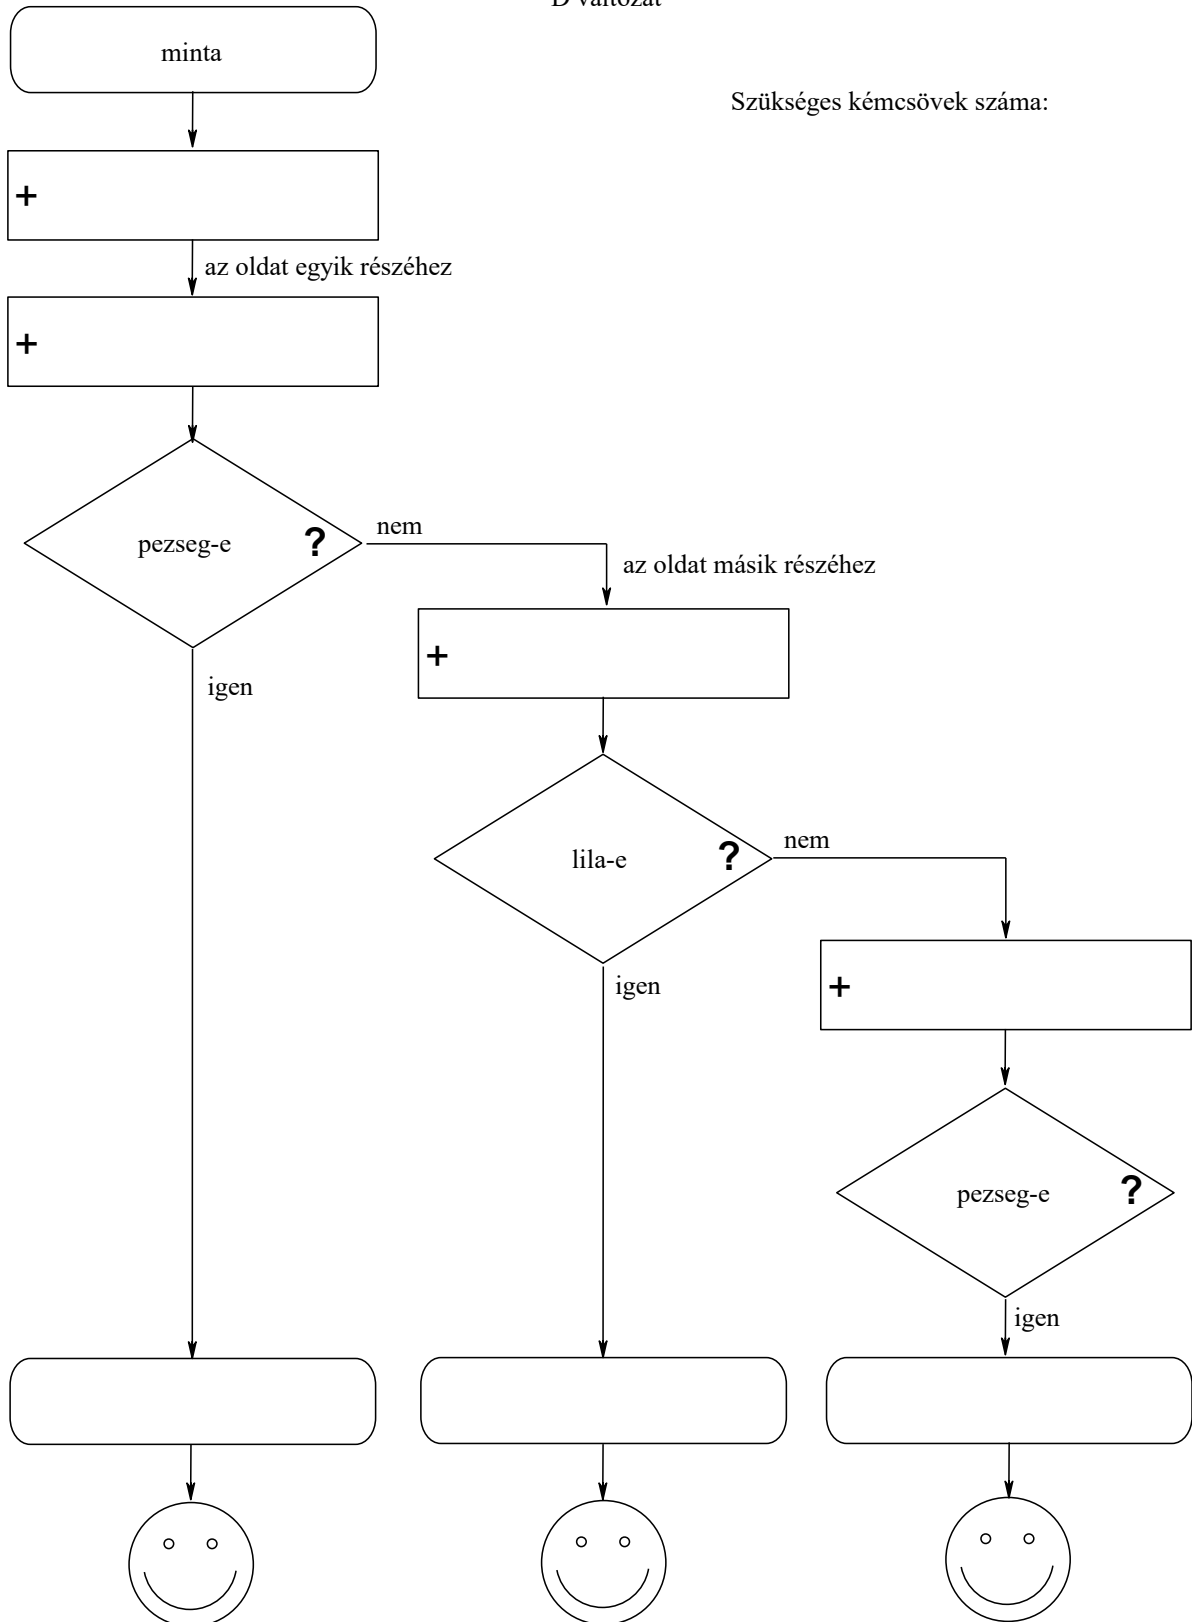 D változat
minta
Szükséges kémcsövek száma:
+
az oldat egyik részéhez
+
pezseg-e ?
nem
az oldat másik részéhez
igen
+
lila-e ?
nem
igen
+
pezseg-e ?
igen